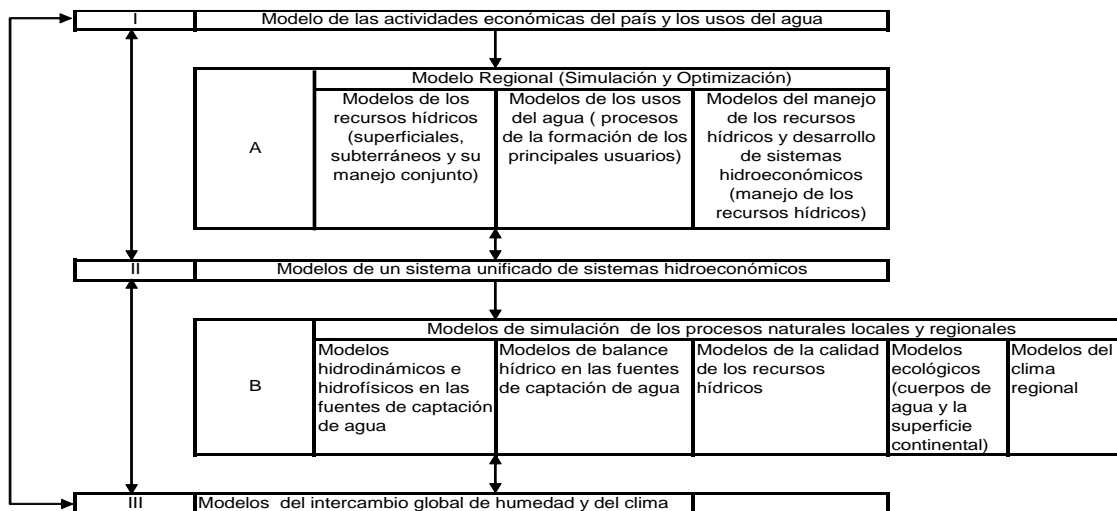 I
Modelo de las actividades económicas del país y los usos del agua
A
Modelo Regional (Simulación y Optimización)
Modelos de los
recursos hídricos
(superficiales,
subterráneos y su
manejo conjunto)
Modelos de los usos
del agua ( procesos
de la formación de los
principales usuarios)
Modelos del manejo
de los recursos
hídricos y desarrollo
de sistemas
hidroeconómicos
(manejo de los
recursos hídricos)
II
Modelos de un sistema unificado de sistemas hidroeconómicos
B
Modelos de simulación de los procesos naturales locales y regionales
Modelos
hidrodinámicos e
hidrofísicos en las
fuentes de captación
de agua
Modelos de balance
hídrico en las fuentes
de captación de agua
Modelos de la calidad
de los recursos
hídricos
Modelos
ecológicos
(cuerpos de
agua y la
superficie
continental)
Modelos del
clima
regional
III
Modelos del intercambio global de humedad y del clima